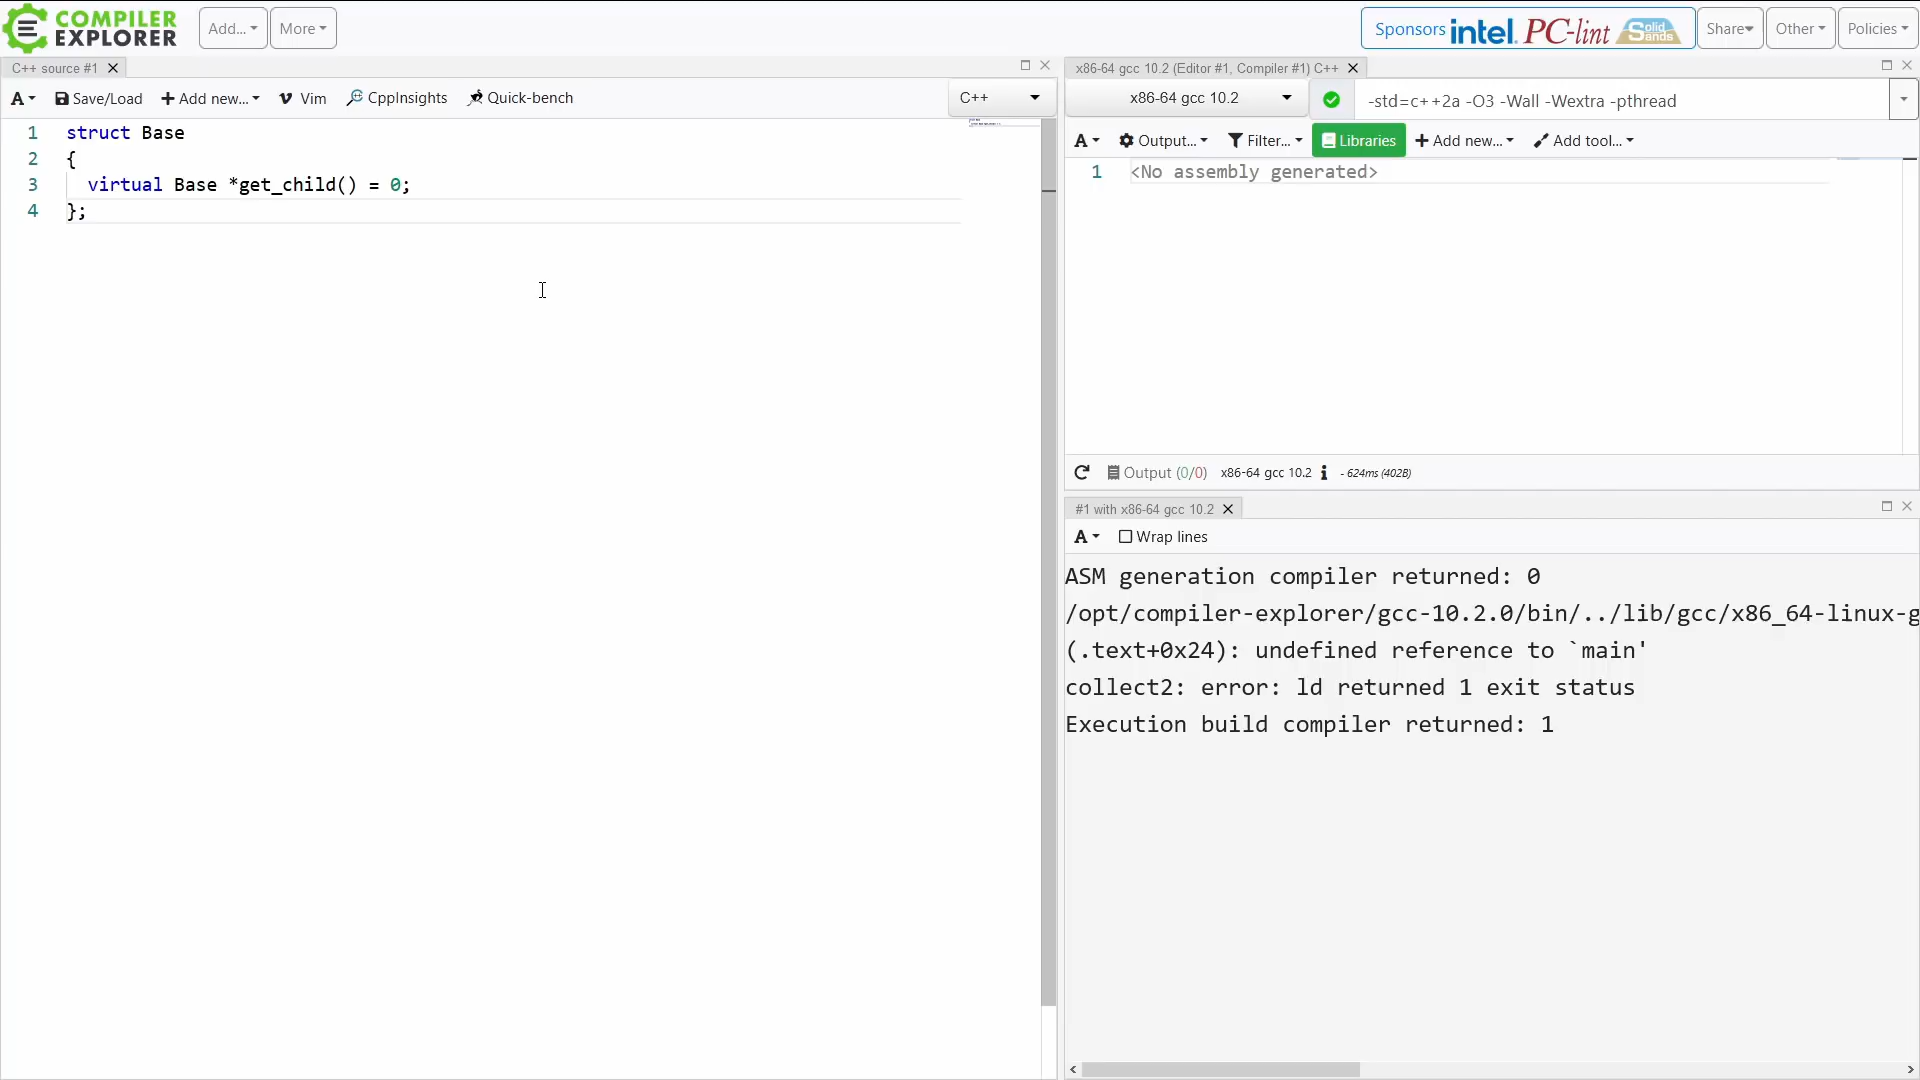 COMPILER
EXPLORER
Add...
More
Sponsors intel. PC-lint Solid Sands
Share
Other
Policies
C++ source #1
A
Save/Load
Add new...
Vim
CppInsights
Quick-bench
C++
1 struct Base
2 {
3 virtual Base *get_child() = 0;
4 };
x86-64 gcc 10.2 (Editor #1, Compiler #1) C++
x86-64 gcc 10.2
-std=c++2a -O3 -Wall -Wextra -pthread
A
Output...
Filter...
Libraries
Add new...
Add tool...
1 <No assembly generated>
Output (0/0) x86-64 gcc 10.2 i - 624ms (402B)
#1 with x86-64 gcc 10.2
A
Wrap lines
ASM generation compiler returned: 0
/opt/compiler-explorer/gcc-10.2.0/bin/../lib/gcc/x86_64-linux-g
(.text+0x24): undefined reference to `main'
collect2: error: ld returned 1 exit status
Execution build compiler returned: 1